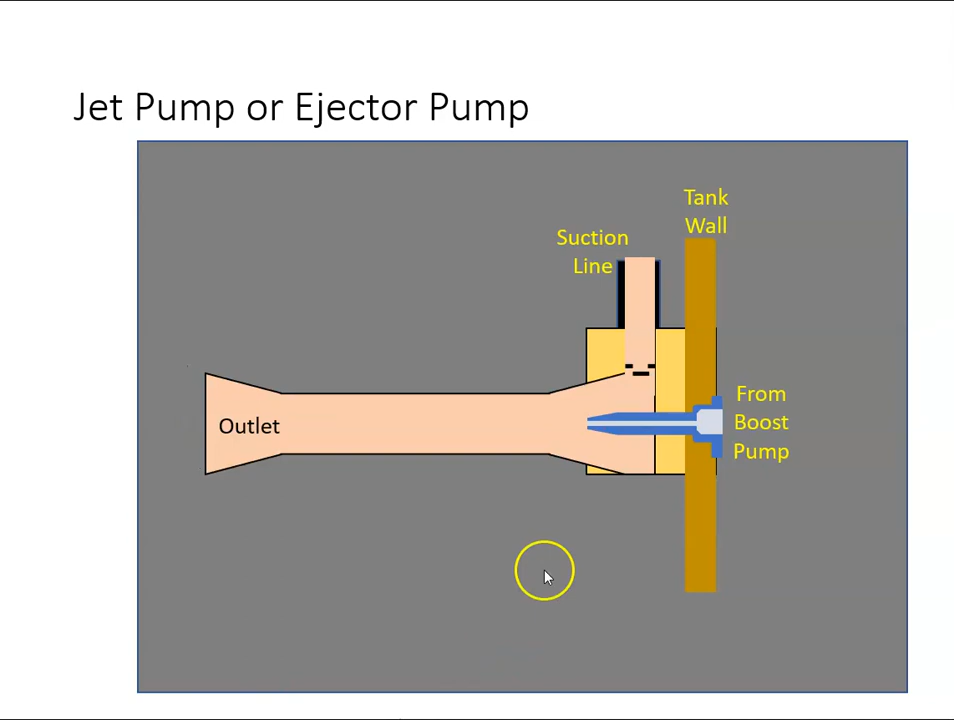 Jet Pump or Ejector Pump
Tank
Wall
Suction
Line
From
Boost
Pump
Outlet